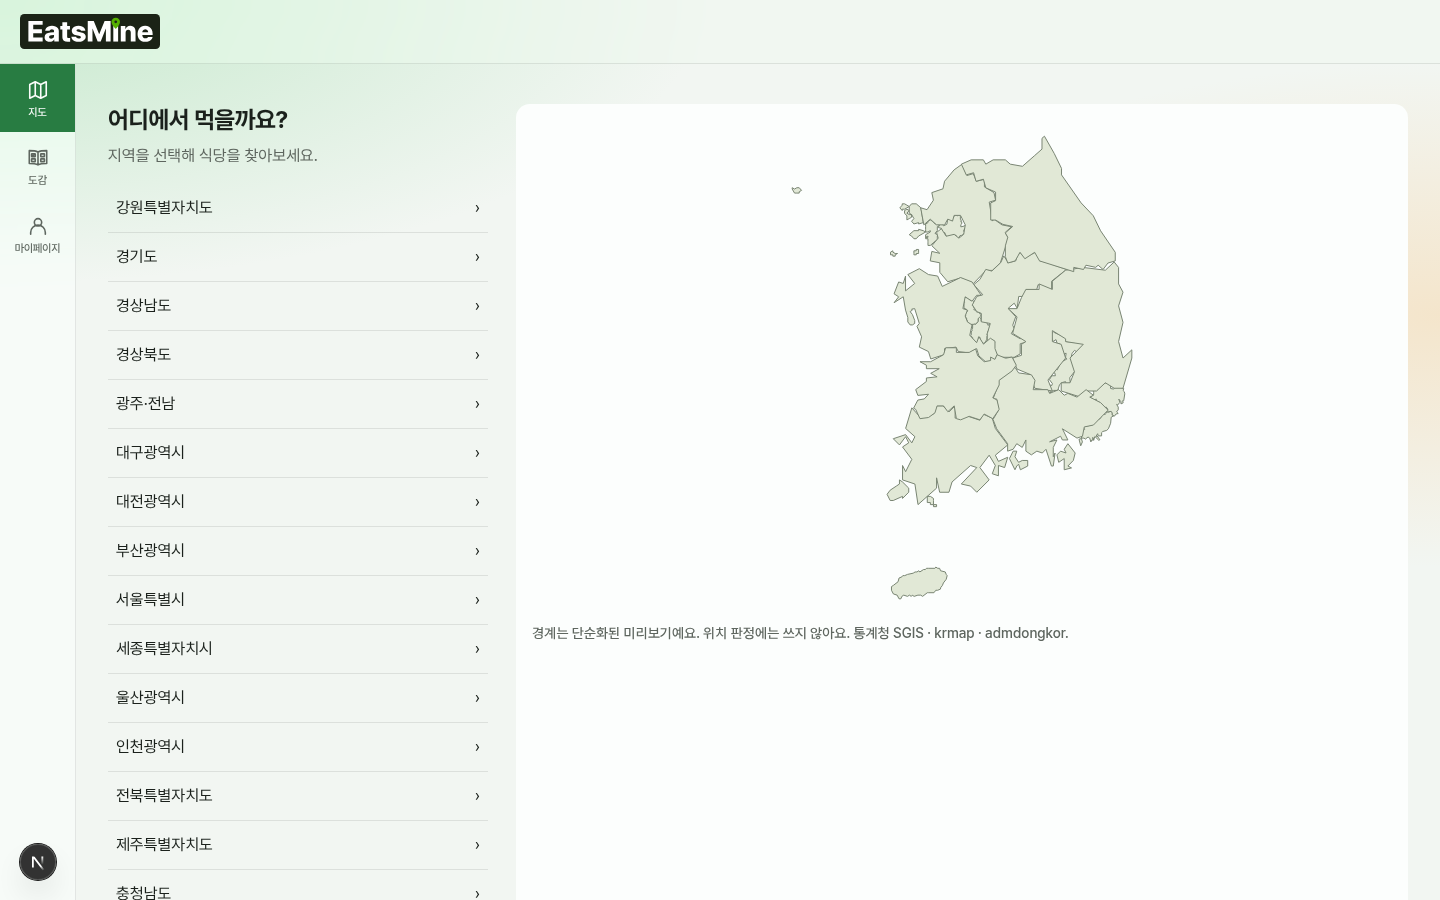 EatsMine
지도
도감
마이페이지
어디에서 먹을까요?
지역을 선택해 식당을 찾아보세요.
강원특별자치도 ›
경기도 ›
경상남도 ›
경상북도 ›
광주·전남 ›
대구광역시 ›
대전광역시 ›
부산광역시 ›
서울특별시 ›
세종특별자치시 ›
울산광역시 ›
인천광역시 ›
전북특별자치도 ›
제주특별자치도 ›
충청남도 ›
경계는 단순화된 미리보기예요. 위치 판정에는 쓰지 않아요. 통계청 SGIS · krmap · admdongkor.
N